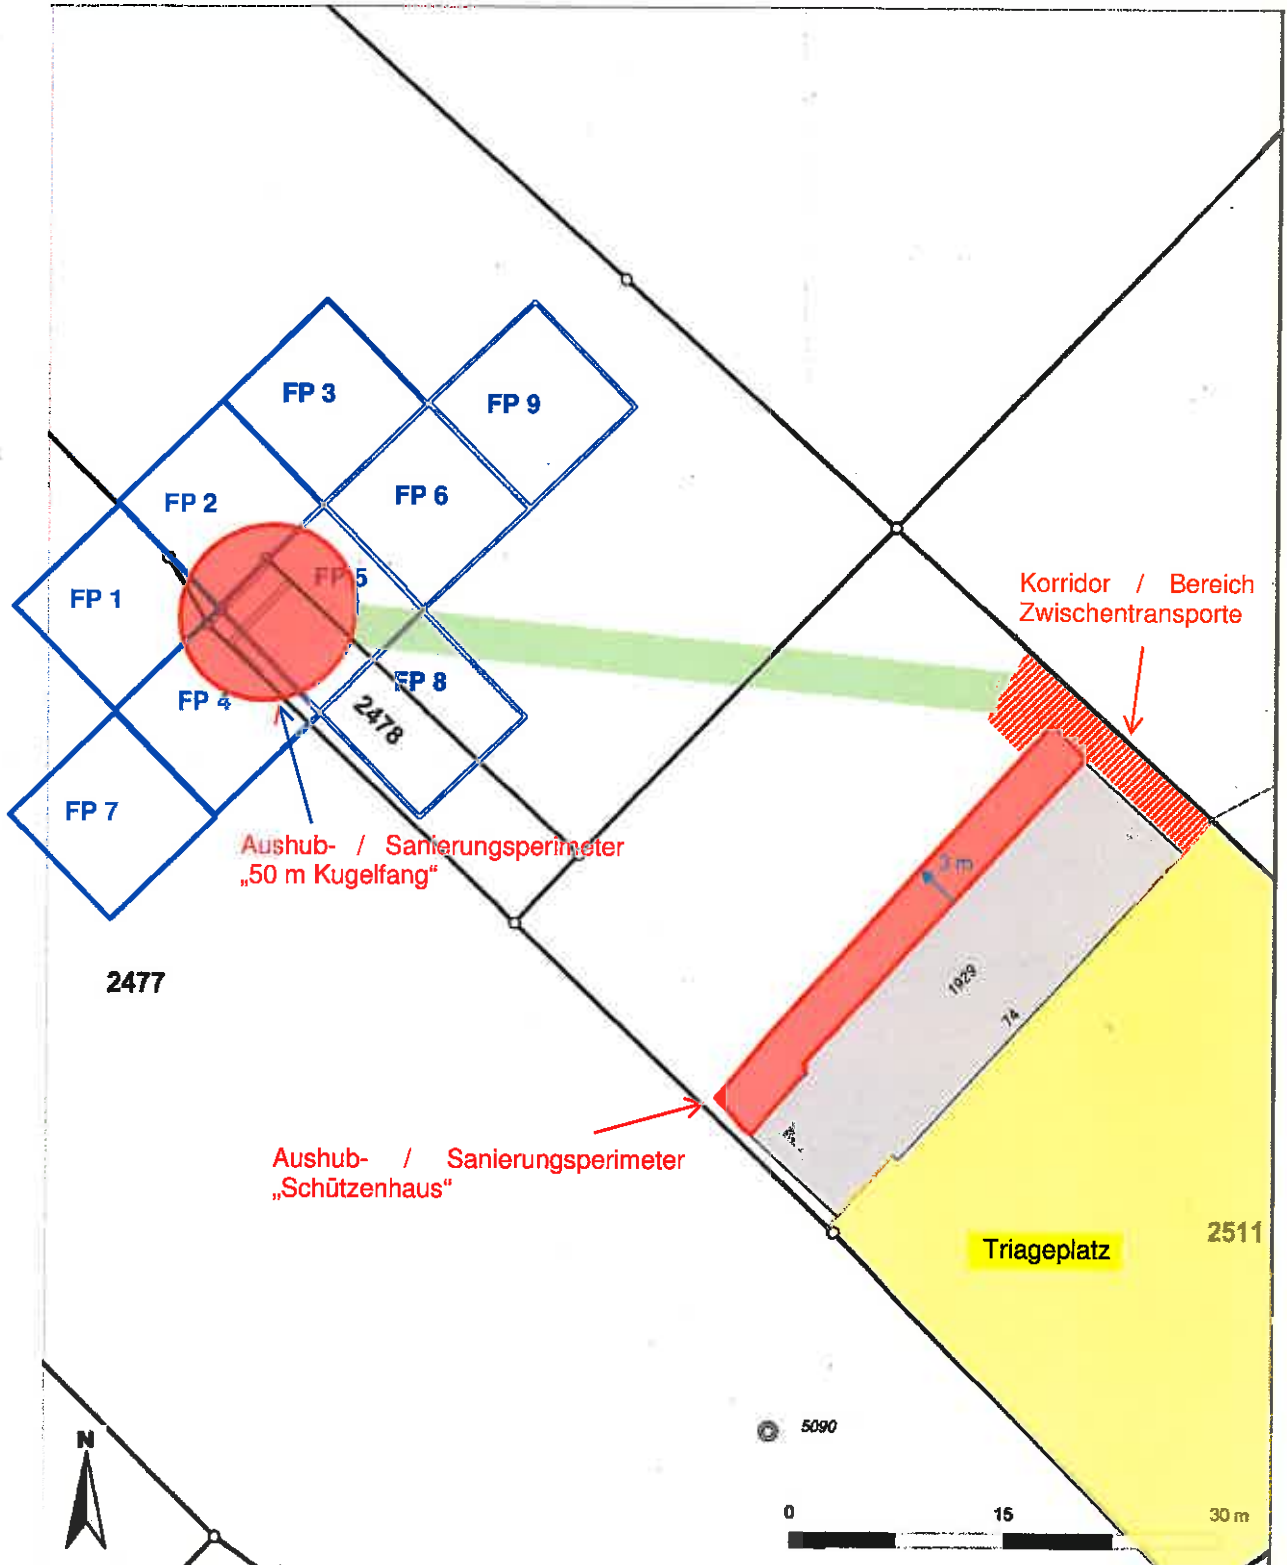 FP 3
FP 9
FP 2
FP 6
FP 5
FP 1
Korridor / Bereich
Zwischentransporte
FP 4
FP 8
2478
FP 7
Aushub- / Sanierungsperimeter
„50 m Kugelfang“
3 m
2477
1929
74
Aushub- / Sanierungsperimeter
„Schützenhaus“
2511
Triageplatz
5090
N
0 15 30 m